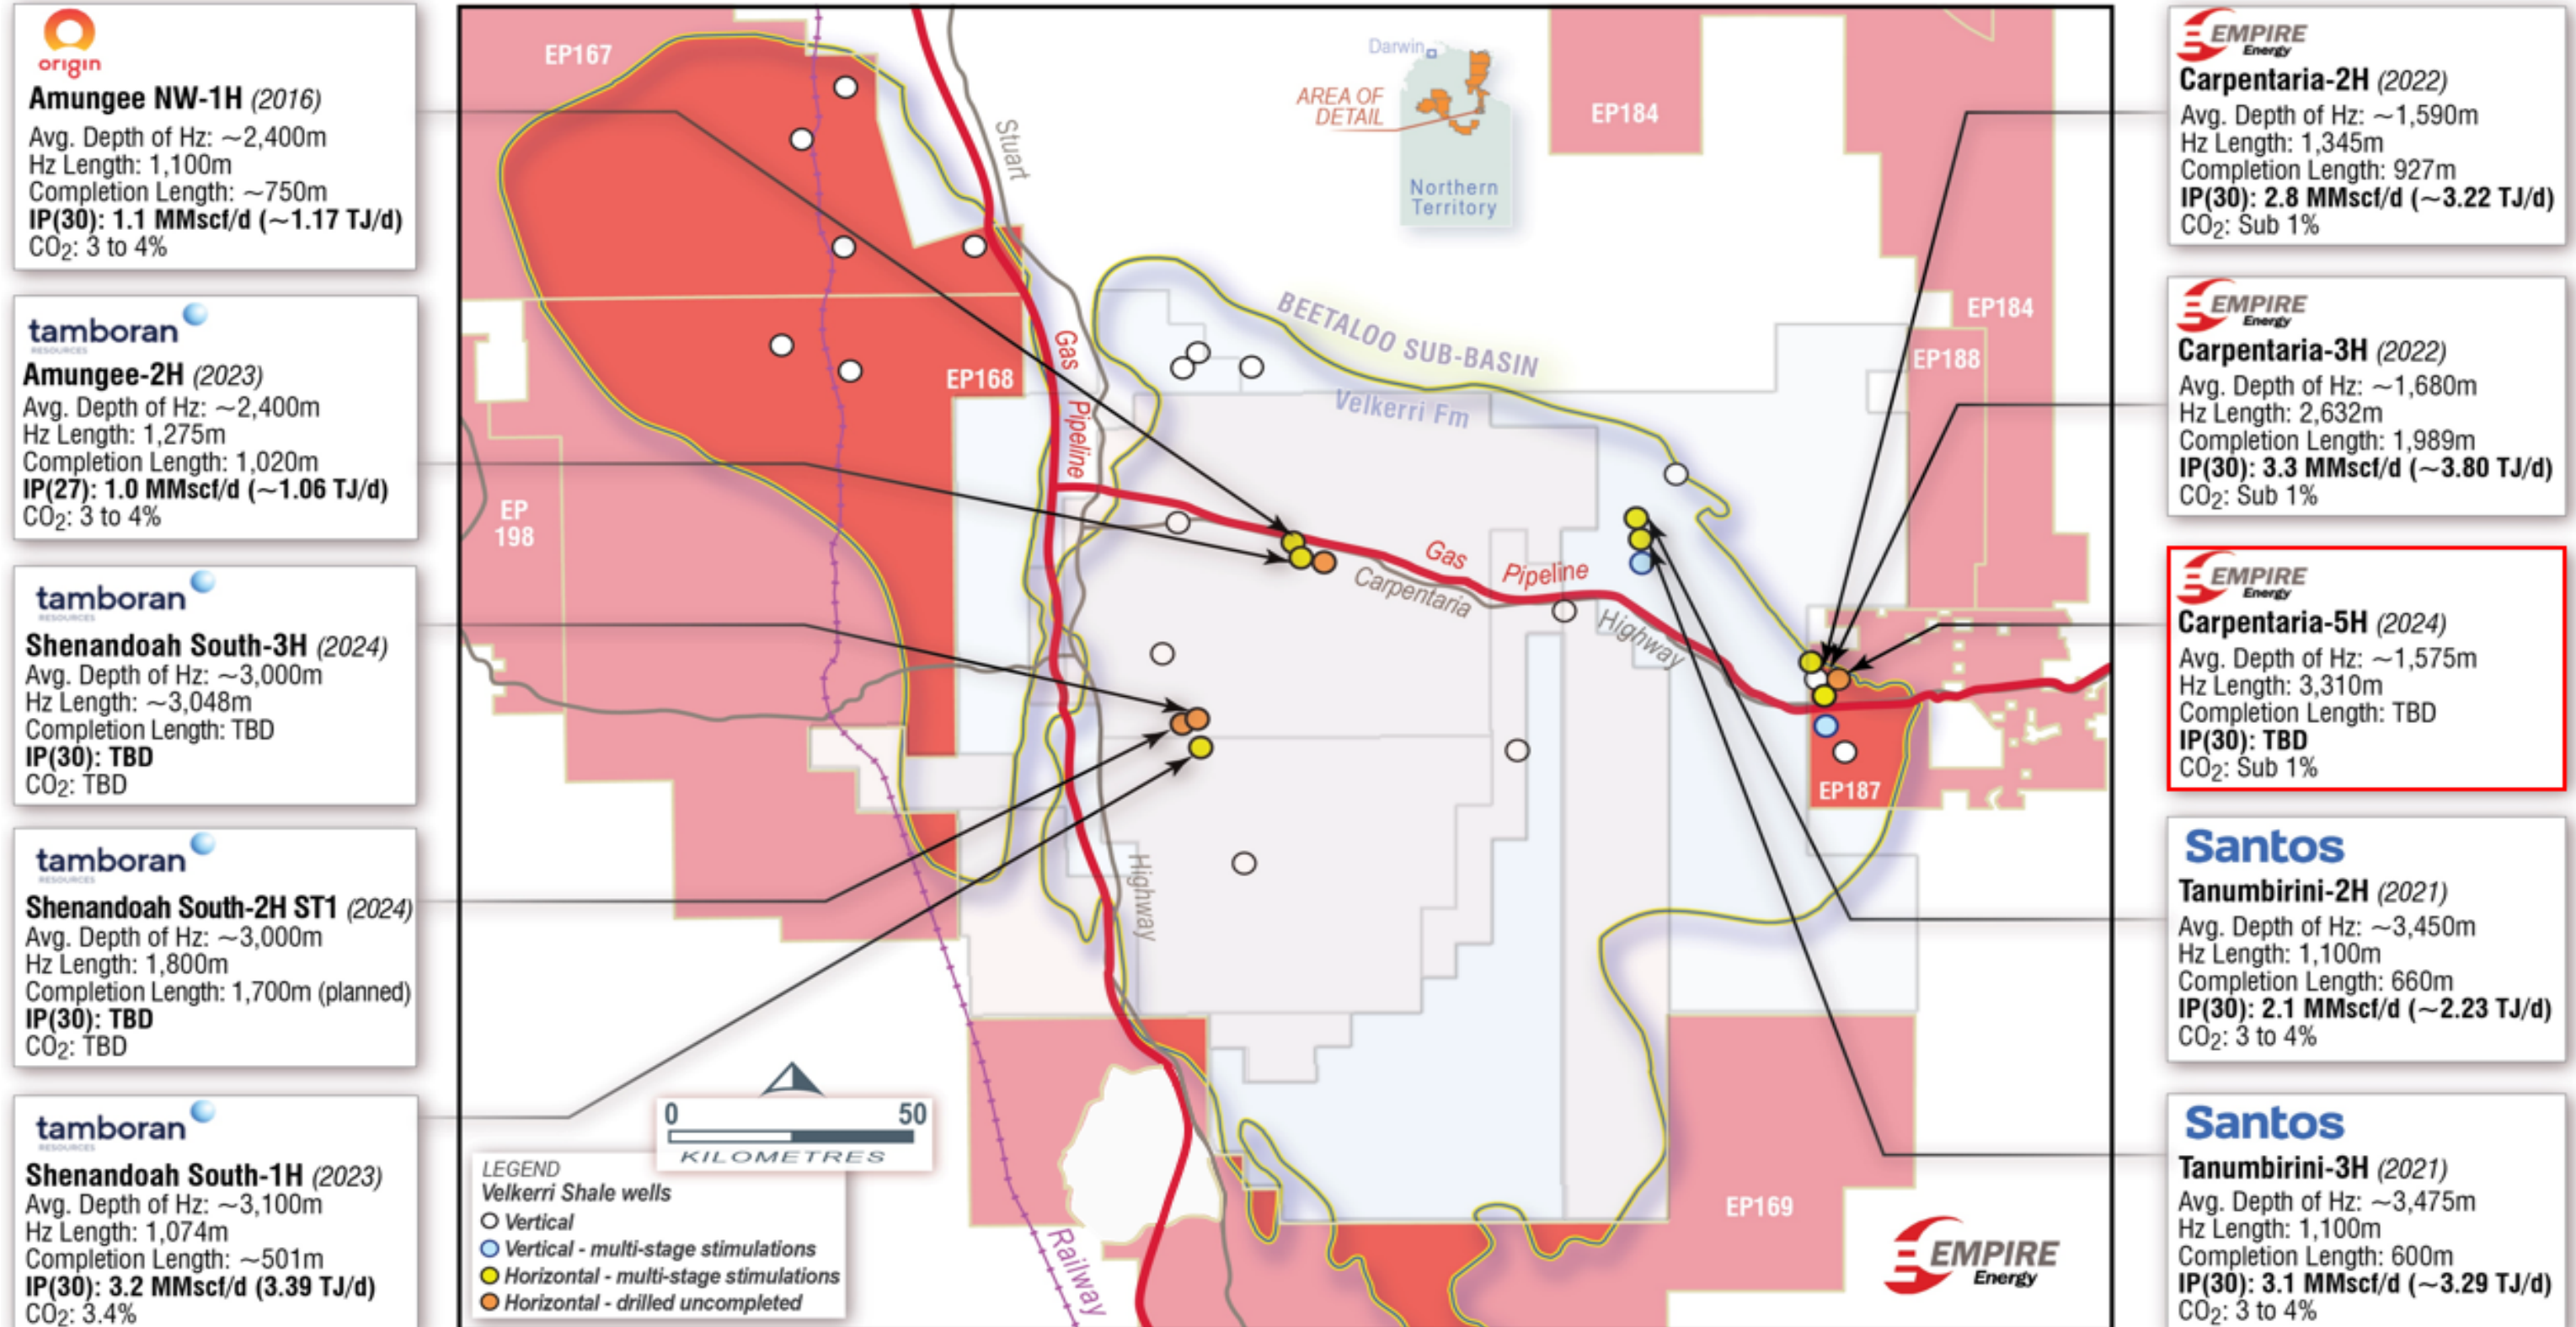 origin
Amungee NW-1H (2016)
Avg. Depth of Hz: ~2,400m
Hz Length: 1,100m
Completion Length: ~750m
IP(30): 1.1 MMscf/d (~1.17 TJ/d)
CO2: 3 to 4%
tamboran
RESOURCES
Amungee-2H (2023)
Avg. Depth of Hz: ~2,400m
Hz Length: 1,275m
Completion Length: 1,020m
IP(27): 1.0 MMscf/d (~1.06 TJ/d)
CO2: 3 to 4%
tamboran
RESOURCES
Shenandoah South-3H (2024)
Avg. Depth of Hz: ~3,000m
Hz Length: ~3,048m
Completion Length: TBD
IP(30): TBD
CO2: TBD
tamboran
RESOURCES
Shenandoah South-2H ST1 (2024)
Avg. Depth of Hz: ~3,000m
Hz Length: 1,800m
Completion Length: 1,700m (planned)
IP(30): TBD
CO2: TBD
tamboran
RESOURCES
Shenandoah South-1H (2023)
Avg. Depth of Hz: ~3,100m
Hz Length: 1,074m
Completion Length: ~501m
IP(30): 3.2 MMscf/d (3.39 TJ/d)
CO2: 3.4%
EP167
EP168
EP
198
Stuart
Gas
Pipeline
Highway
Railway
Darwin
AREA OF
DETAIL
Northern
Territory
BEETALOO SUB-BASIN
Velkerri Fm
Gas
Pipeline
Carpentaria
Highway
EP184
EP184
EP188
EP187
EP169
0 50
KILOMETRES
LEGEND
Velkerri Shale wells
Vertical
Vertical - multi-stage stimulations
Horizontal - multi-stage stimulations
Horizontal - drilled uncompleted
EMPIRE
Energy
EMPIRE
Energy
Carpentaria-2H (2022)
Avg. Depth of Hz: ~1,590m
Hz Length: 1,345m
Completion Length: 927m
IP(30): 2.8 MMscf/d (~3.22 TJ/d)
CO2: Sub 1%
EMPIRE
Energy
Carpentaria-3H (2022)
Avg. Depth of Hz: ~1,680m
Hz Length: 2,632m
Completion Length: 1,989m
IP(30): 3.3 MMscf/d (~3.80 TJ/d)
CO2: Sub 1%
EMPIRE
Energy
Carpentaria-5H (2024)
Avg. Depth of Hz: ~1,575m
Hz Length: 3,310m
Completion Length: TBD
IP(30): TBD
CO2: Sub 1%
Santos
Tanumbirini-2H (2021)
Avg. Depth of Hz: ~3,450m
Hz Length: 1,100m
Completion Length: 660m
IP(30): 2.1 MMscf/d (~2.23 TJ/d)
CO2: 3 to 4%
Santos
Tanumbirini-3H (2021)
Avg. Depth of Hz: ~3,475m
Hz Length: 1,100m
Completion Length: 600m
IP(30): 3.1 MMscf/d (~3.29 TJ/d)
CO2: 3 to 4%